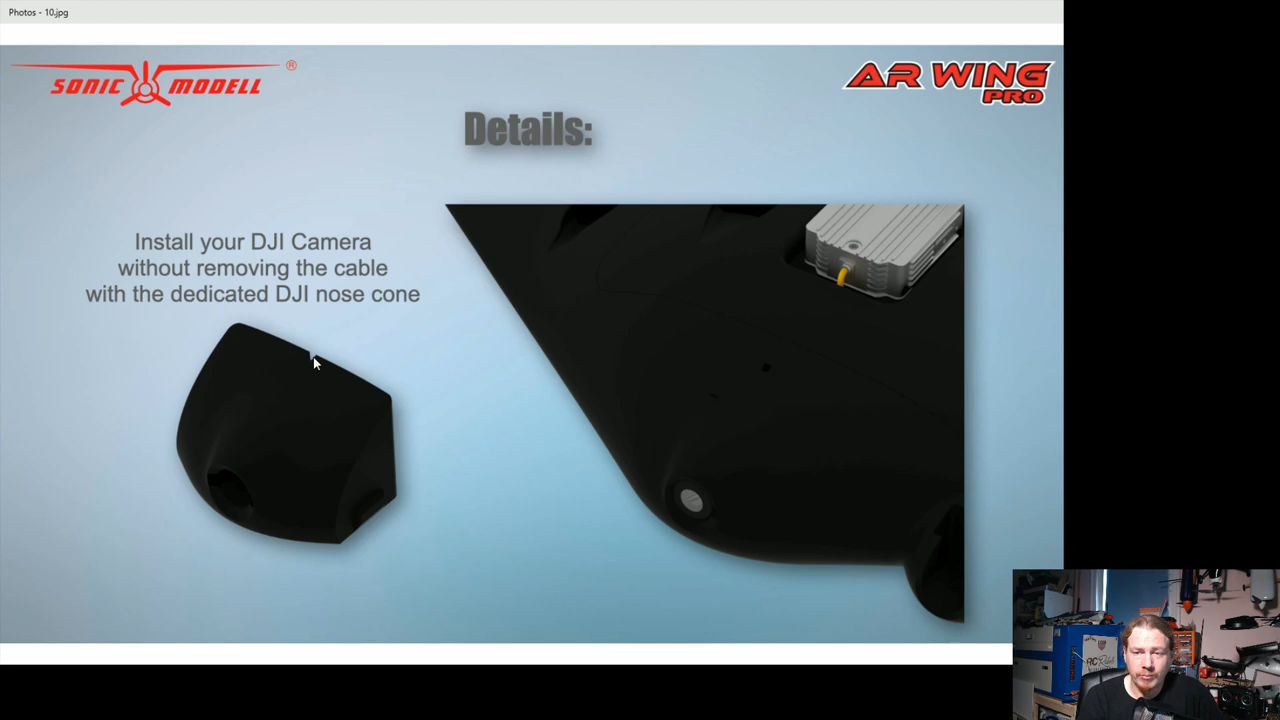 Photos - 10.jpg
SONIC MODELL ®
AR WING
PRO
Details:
Install your DJI Camera
without removing the cable
with the dedicated DJI nose cone